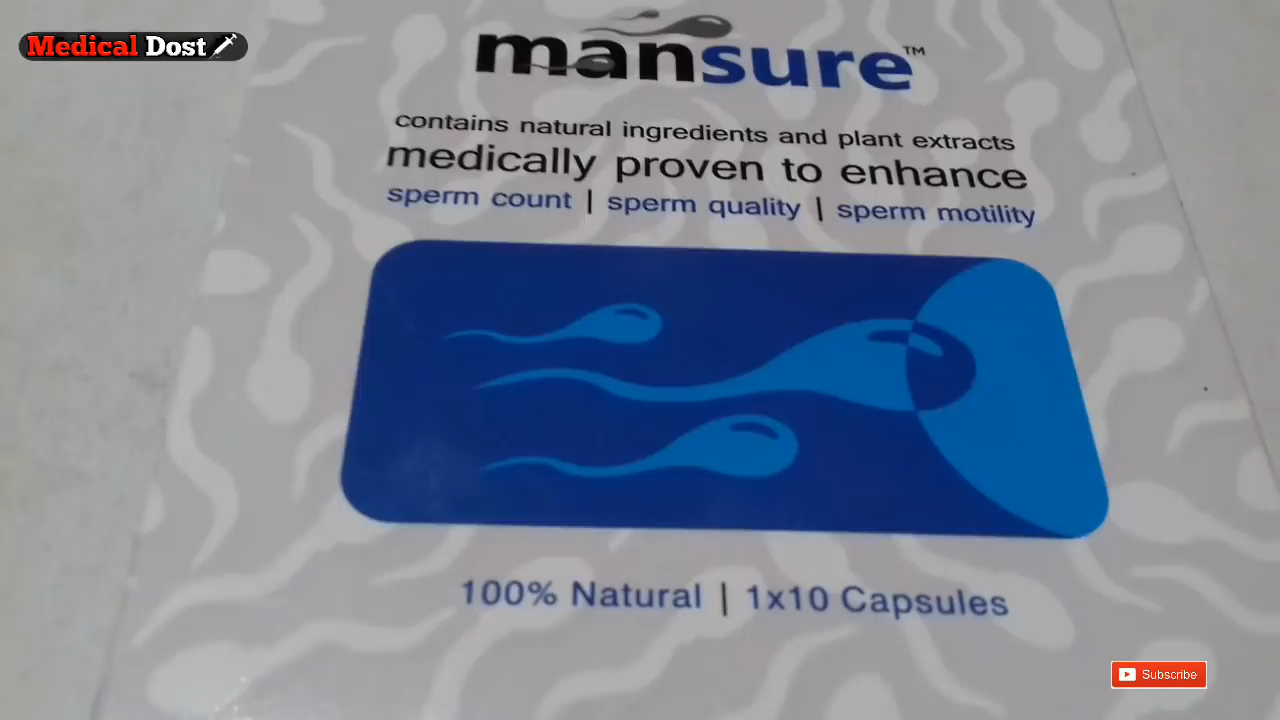 Medical Dost
mansure™
contains natural ingredients and plant extracts
medically proven to enhance
sperm count | sperm quality | sperm motility
100% Natural | 1x10 Capsules
Subscribe